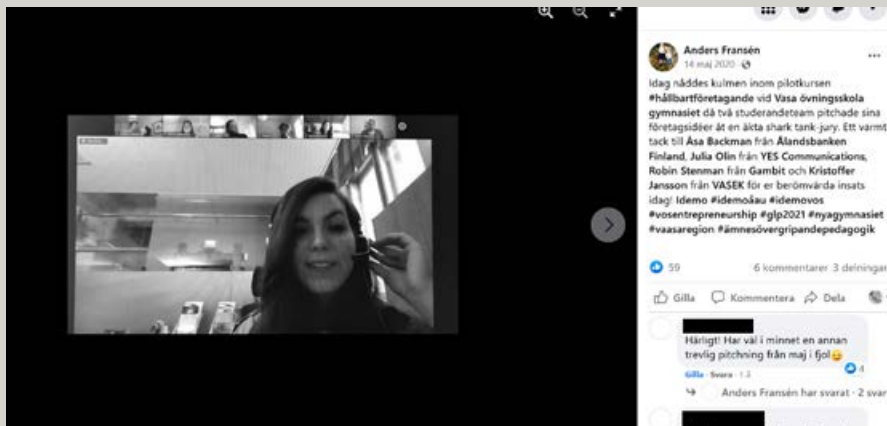 Anders Fransén
14 maj 2020
Idag nåddes kulmen inom pilotkursen
#hållbartföretagande vid Vasa övningsskola
gymnasiet då två studerandeteam pitchade sina
företagsidéer åt en äkta shark tank-jury. Ett varmt
tack till Åsa Backman från Ålandsbanken
Finland, Julia Olin från YES Communications,
Robin Stenman från Gambit och Kristoffer
Jansson från VASEK för er berömvärda insats
idag! Idemo #idemoåau #idemovos
#vosentrepreneurship #glp2021 #nyagymnasiet
#vaasaregion #ämnesövergripandepedagogik
59
6 kommentarer 3 delningar
Gilla Kommentera Dela
Härligt! Har väl i minnet en annan
trevlig pitchning från maj i fjol
4
Gilla · Svara ·
Anders Fransén har svarat · 2 svar